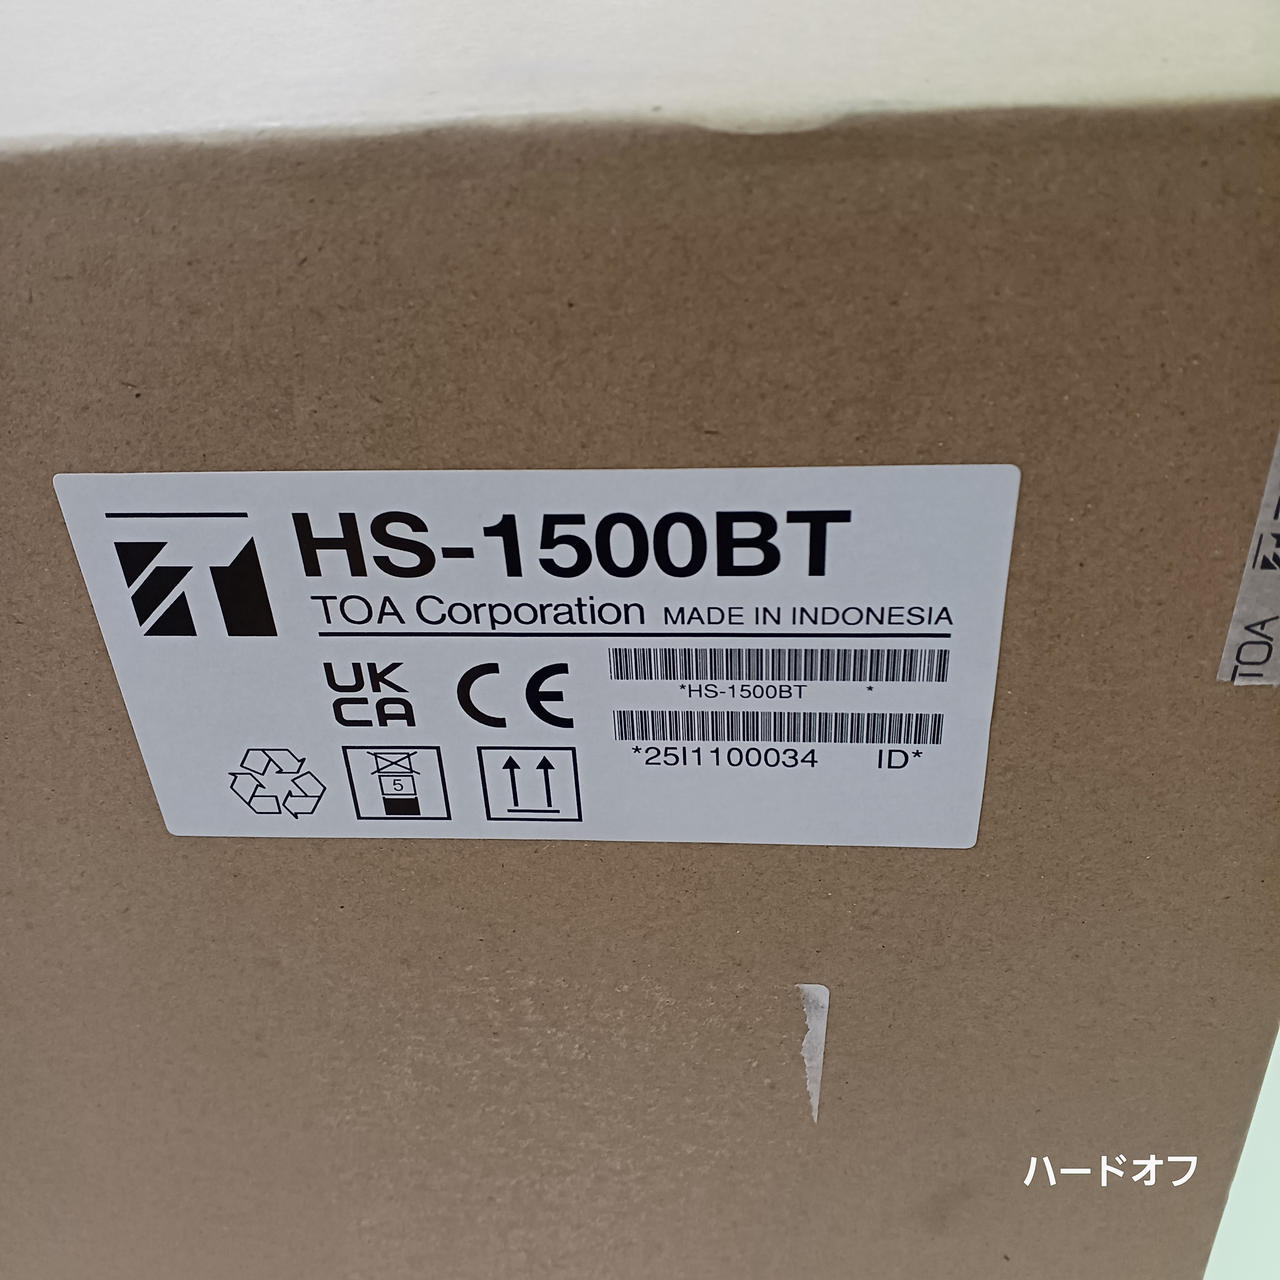 HS-1500BT
TOA Corporation MADE IN INDONESIA
UK
CA
CE
*HS-1500BT *
*25I1100034 ID*
5
TOA
ハードオフ